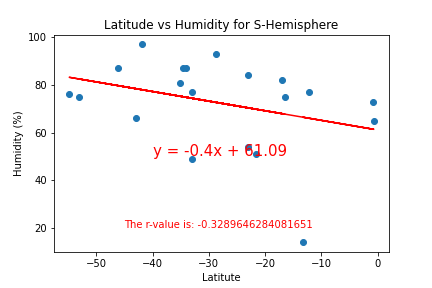 Latitude vs Humidity for S-Hemisphere
100
80
60
40
20
Humidity (%)
y = -0.4x + 61.09
The r-value is: -0.3289646284081651
−50
−40
−30
−20
−10
0
Latitute